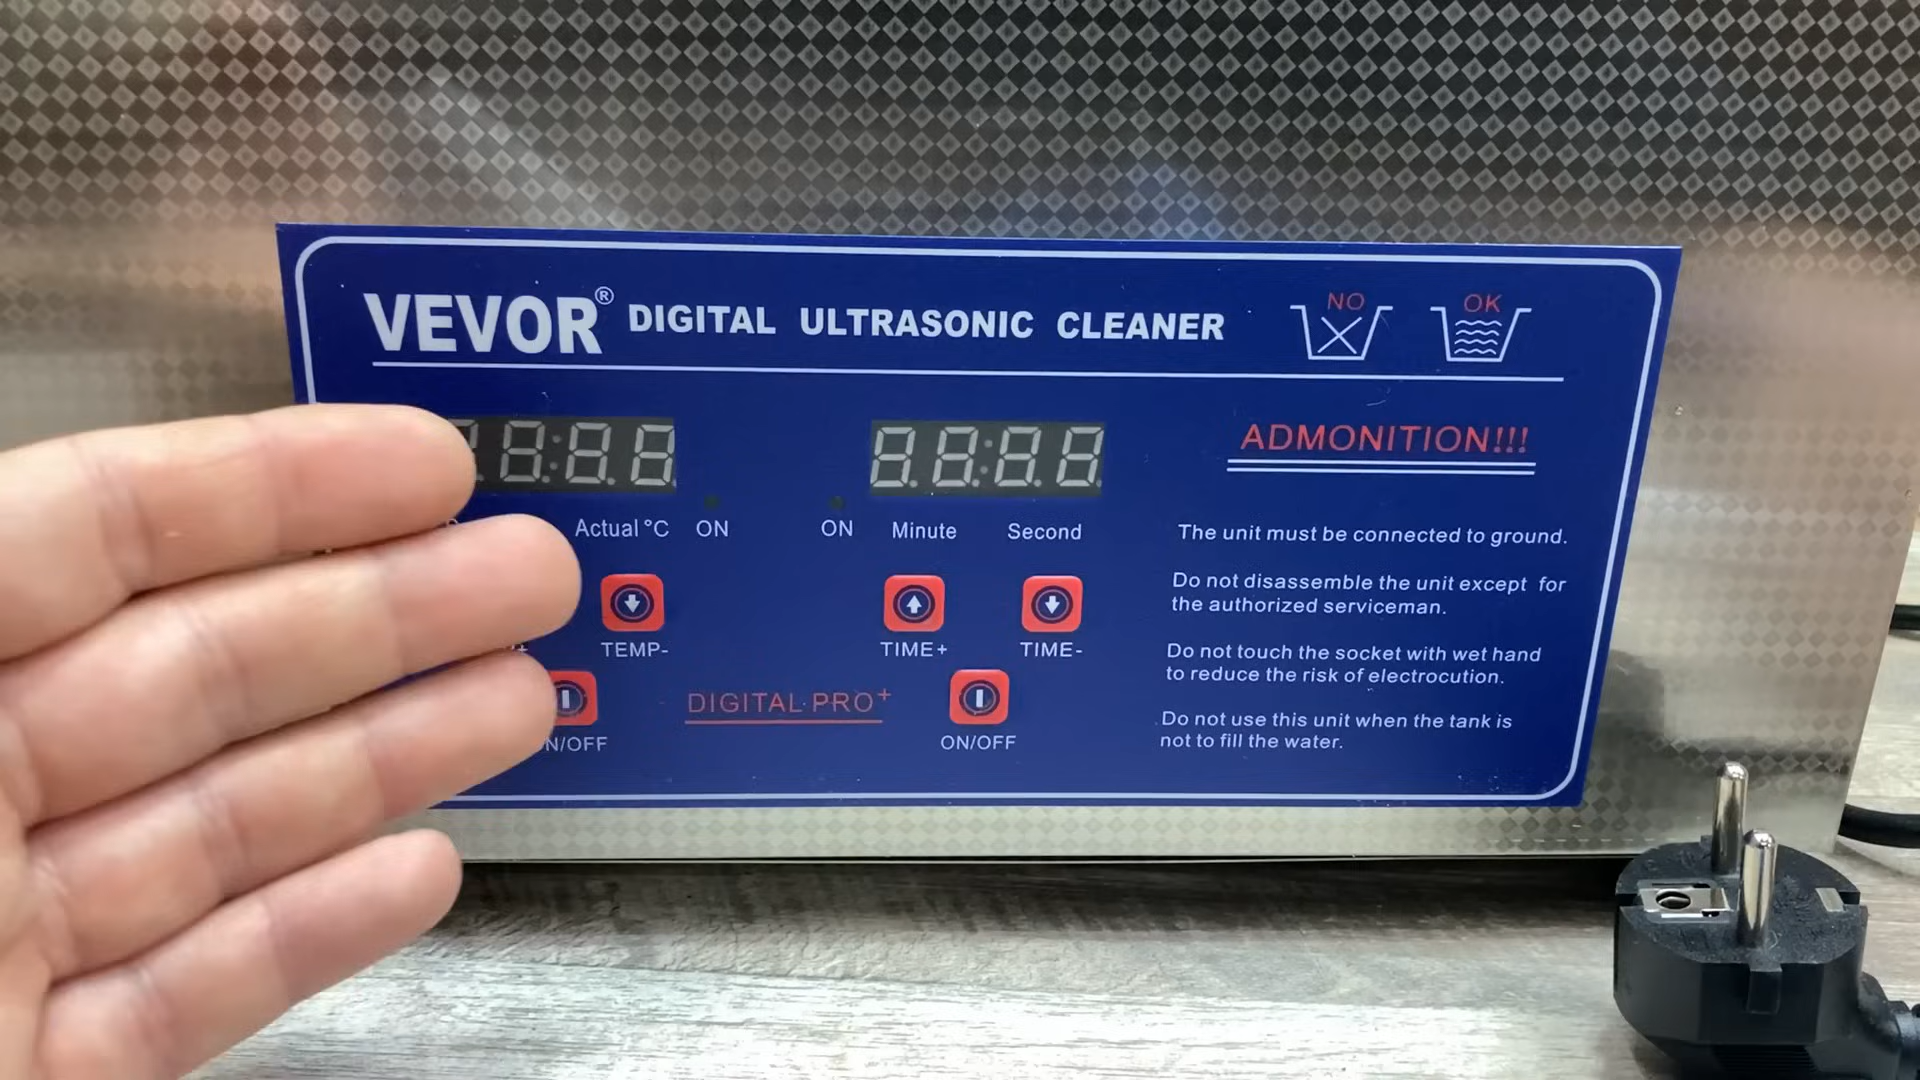 VEVOR® DIGITAL ULTRASONIC CLEANER
NO
OK
ADMONITION!!!
Actual °C
ON
ON
Minute
Second
The unit must be connected to ground.
Do not disassemble the unit except for
the authorized serviceman.
TEMP-
TIME+
TIME-
Do not touch the socket with wet hand
to reduce the risk of electrocution.
DIGITAL PRO+
ON/OFF
Do not use this unit when the tank is
not to fill the water.